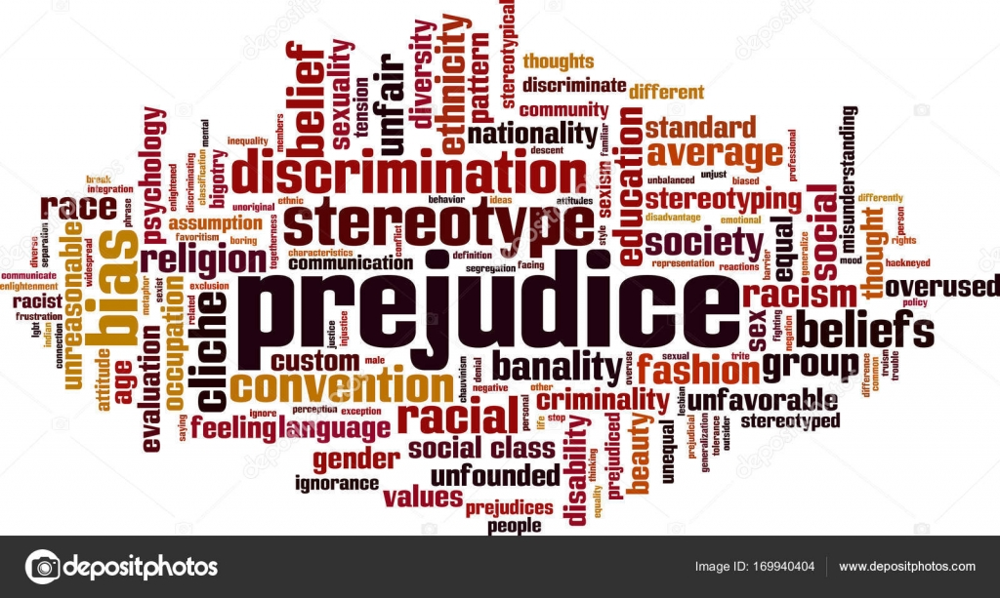 stereotypical
thoughts
discriminate
different
community
nationality
descent
familiar
belief
sexuality
tension
unfair
diversity
ethnicity
pattern
standard
average
education
sexism
unbalanced
unjust
biased
professional
misunderstanding
psychology
enlightened
discriminating
classification
mental
bigotry
inequality
members
discrimination
behavior
ideas
attitudes
stereotyping
disadvantage
emotional
break
integration
race
phrase
assumption
unoriginal
ethnic
favoritism
boring
togetherness
stereotype
conflict
style
society
equal
generalize
social
thought
differently
person
rights
diverse
separation
unreasonable
widespread
bias
religion
characteristics
communication
definition
segregation
facing
representation
reactions
barrier
mood
hackneyed
communicate
enlightenment
racist
frustration
lgbt
indian
connection
metaphor
sexist
occupation
exclusion
related
cliche
prejudice
racism
overused
policy
sex
fighting
negation
beliefs
justice
injustice
attitude
age
evaluation
custom
male
convention
chauvinism
denial
negative
banality
overuse
sexual
trite
fashion
group
difference
common
truism
trouble
saying
feeling
ignore
language
perception
exception
racial
personal
other
life
stop
criminality
lesbian
unfavorable
stereotyped
gender
social class
disability
thinking
equality
prejudiced
beauty
unequal
prejudicial
generalization
tolerance
outsider
ignorance
unfounded
values
prejudices
people
depositphotos
Image ID: 169940404
www.depositphotos.com